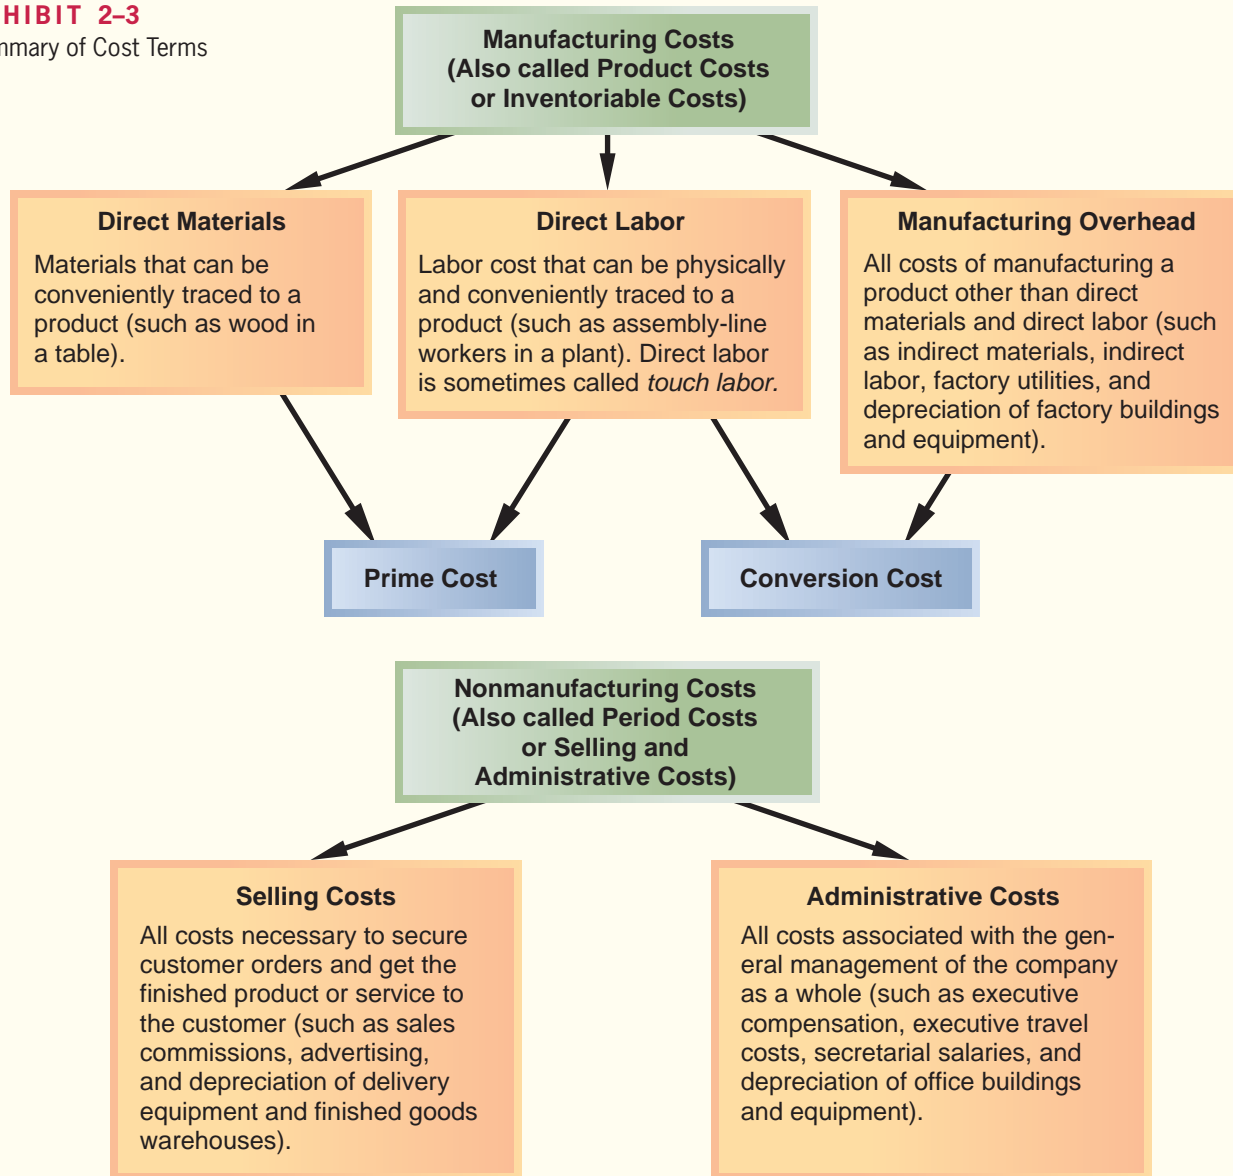 HIBIT 2–3
mmary of Cost Terms
Manufacturing Costs
(Also called Product Costs
or Inventoriable Costs)
Direct Materials
Materials that can be
conveniently traced to a
product (such as wood in
a table).
Direct Labor
Labor cost that can be physically
and conveniently traced to a
product (such as assembly-line
workers in a plant). Direct labor
is sometimes called touch labor.
Manufacturing Overhead
All costs of manufacturing a
product other than direct
materials and direct labor (such
as indirect materials, indirect
labor, factory utilities, and
depreciation of factory buildings
and equipment).
Prime Cost
Conversion Cost
Nonmanufacturing Costs
(Also called Period Costs
or Selling and
Administrative Costs)
Selling Costs
All costs necessary to secure
customer orders and get the
finished product or service to
the customer (such as sales
commissions, advertising,
and depreciation of delivery
equipment and finished goods
warehouses).
Administrative Costs
All costs associated with the gen-
eral management of the company
as a whole (such as executive
compensation, executive travel
costs, secretarial salaries, and
depreciation of office buildings
and equipment).